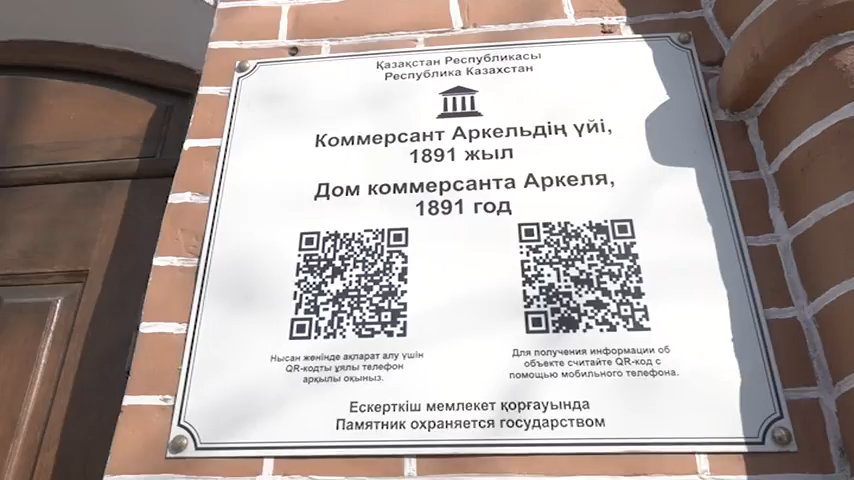 Қазақстан Республикасы
Республика Казахстан
Коммерсант Аркельдің үйі,
1891 жыл
Дом коммерсанта Аркеля,
1891 год
Нысан жөнінде ақпарат алу үшін
QR-кодты ұялы телефон
арқылы оқыңыз.
Для получения информации об
объекте считайте QR-код с
помощью мобильного телефона.
Ескерткіш мемлекет қорғауында
Памятник охраняется государством